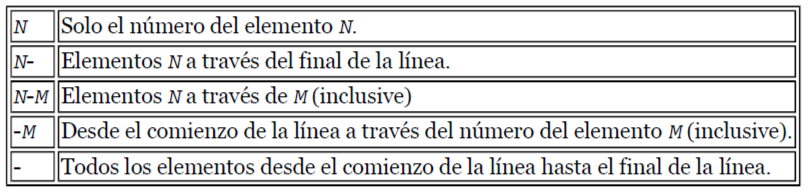 N Solo el número del elemento N.
N- Elementos N a través del final de la línea.
N-M Elementos N a través de M (inclusive)
-M Desde el comienzo de la línea a través del número del elemento M (inclusive).
- Todos los elementos desde el comienzo de la línea hasta el final de la línea.